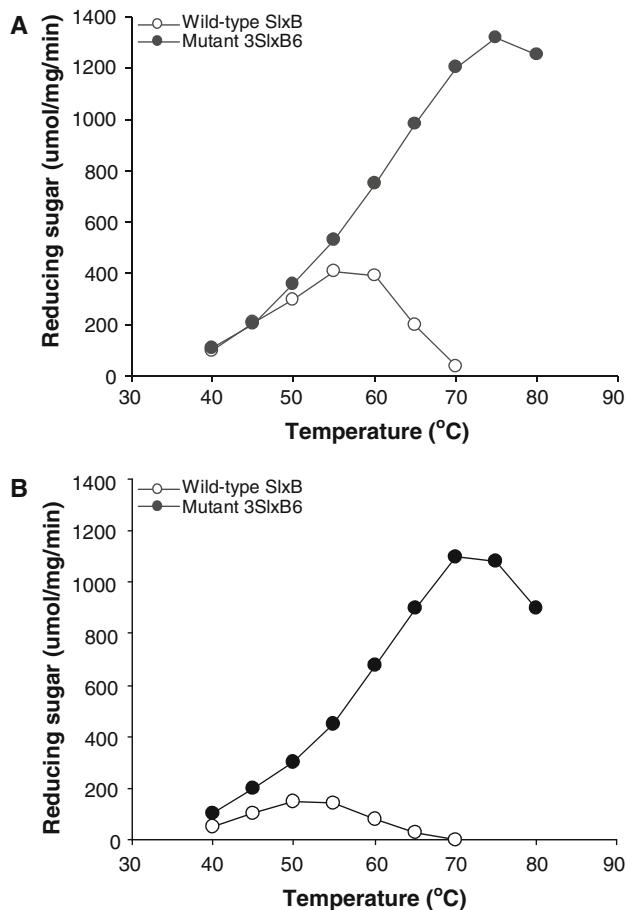 A
Wild-type SlxB
Mutant 3SlxB6
Reducing sugar (umol/mg/min)
1400
1200
1000
800
600
400
200
0
30 40 50 60 70 80 90
Temperature (°C)
B
Wild-type SlxB
Mutant 3SlxB6
Reducing sugar (umol/mg/min)
1400
1200
1000
800
600
400
200
0
30 40 50 60 70 80 90
Temperature (°C)